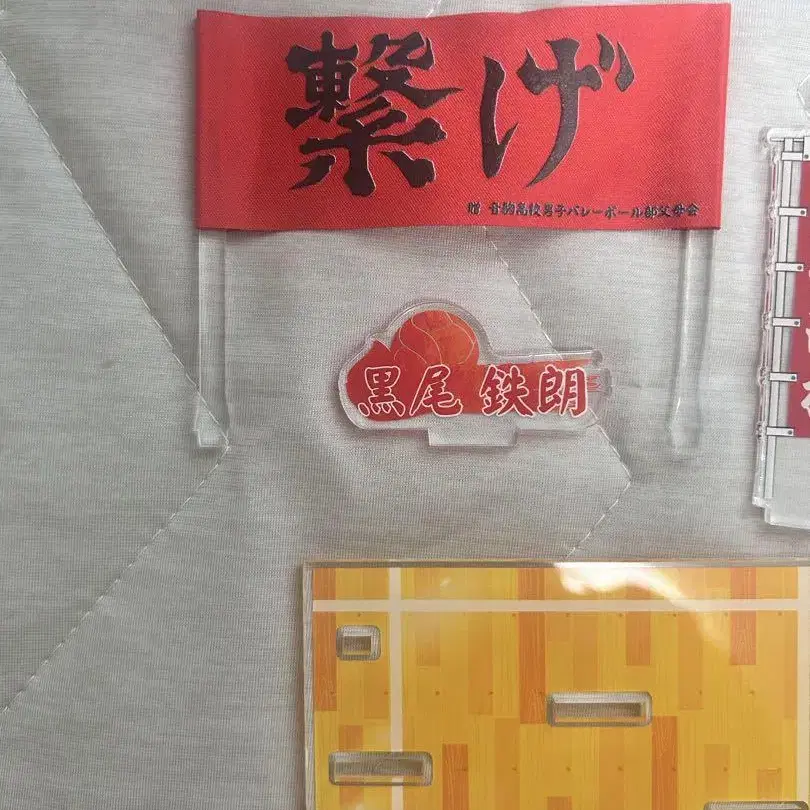 繋げ
贈 音駒高校男子バレーボール部父母会
黒尾 鉄朗